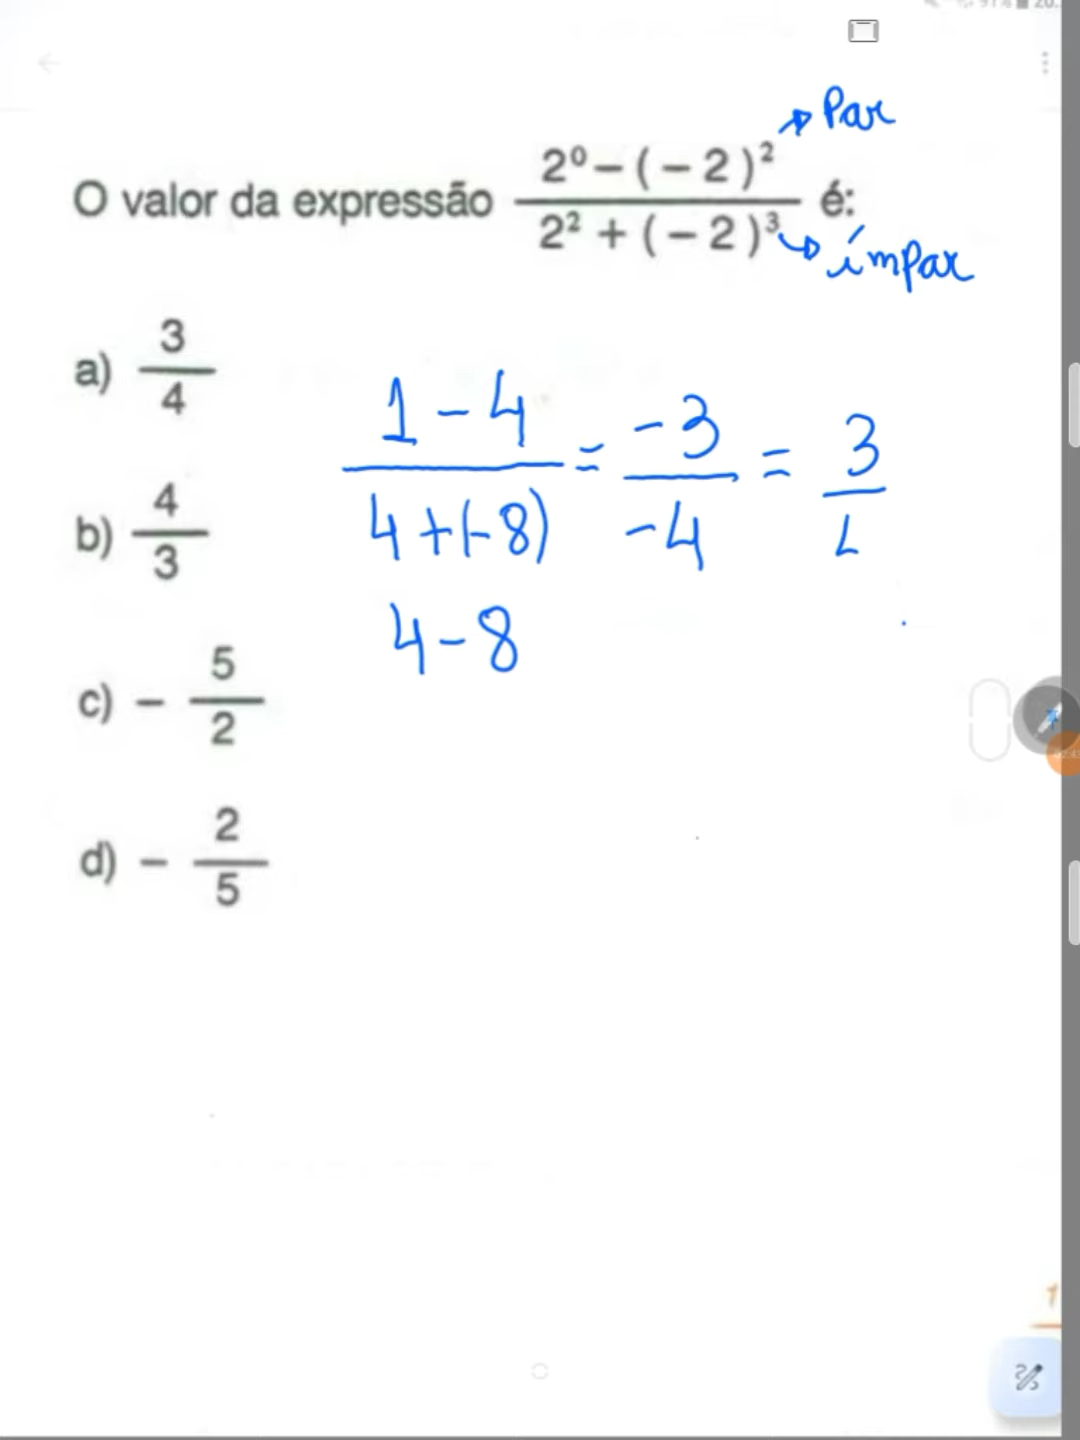 Par
O valor da expressão 2⁰ – ( – 2 )² / 2² + ( – 2 )³ é:
ímpar
a) 3/4
1 – 4 / 4 + (-8) = -3 / -4 = 3 /
b) 4/3
4 – 8
c) – 5/2
d) – 2/5